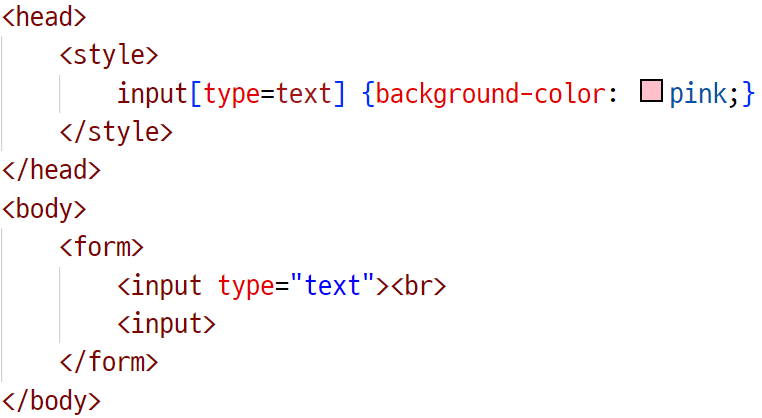 <head>
<style>
input[type=text] {background-color: pink;}
</style>
</head>
<body>
<form>
<input type="text"><br>
<input>
</form>
</body>